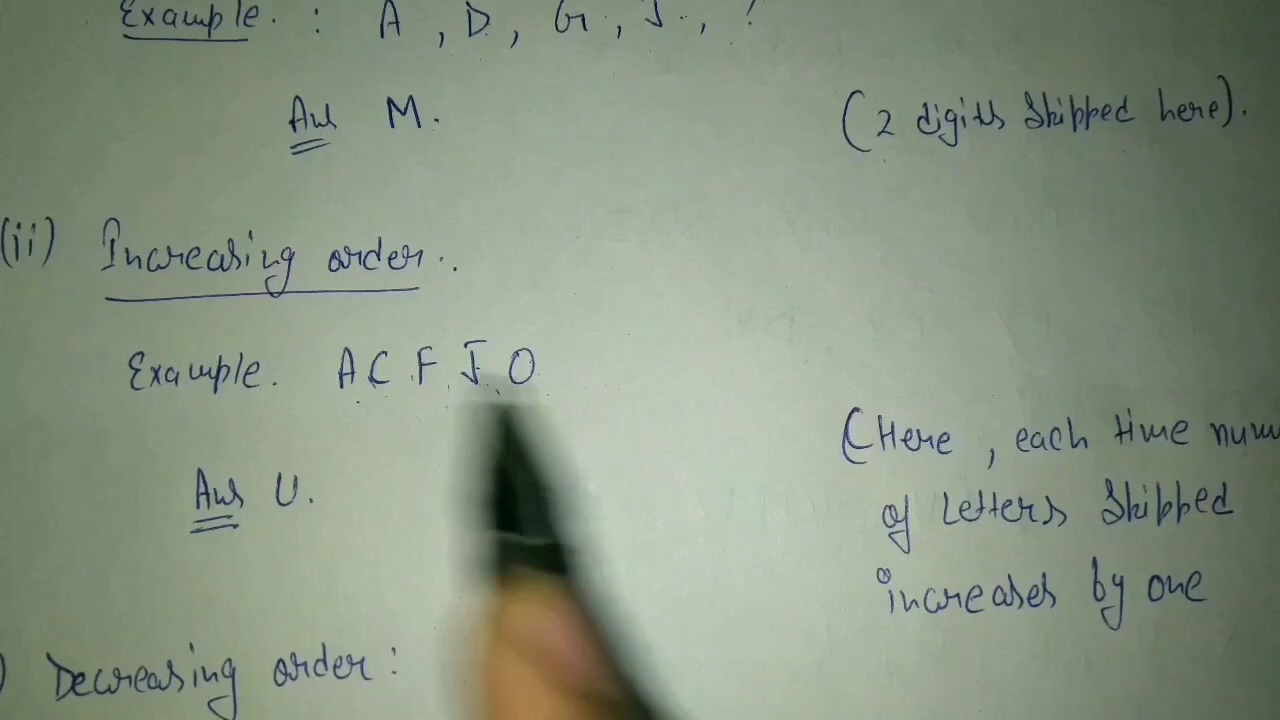 Example. : A, D, G, J, ?
Ans M. (2 digits skipped here).
(ii) Increasing order.
Example. A C F J O
(Here, each time num
Ans U. of letters skipped
increases by one
) Decreasing order: